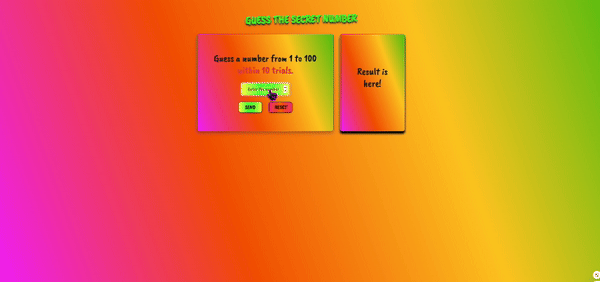 GUESS THE SECRET NUMBER
Guess a number from 1 to 100
within 10 trials.
SEND
RESET
Result is
here!